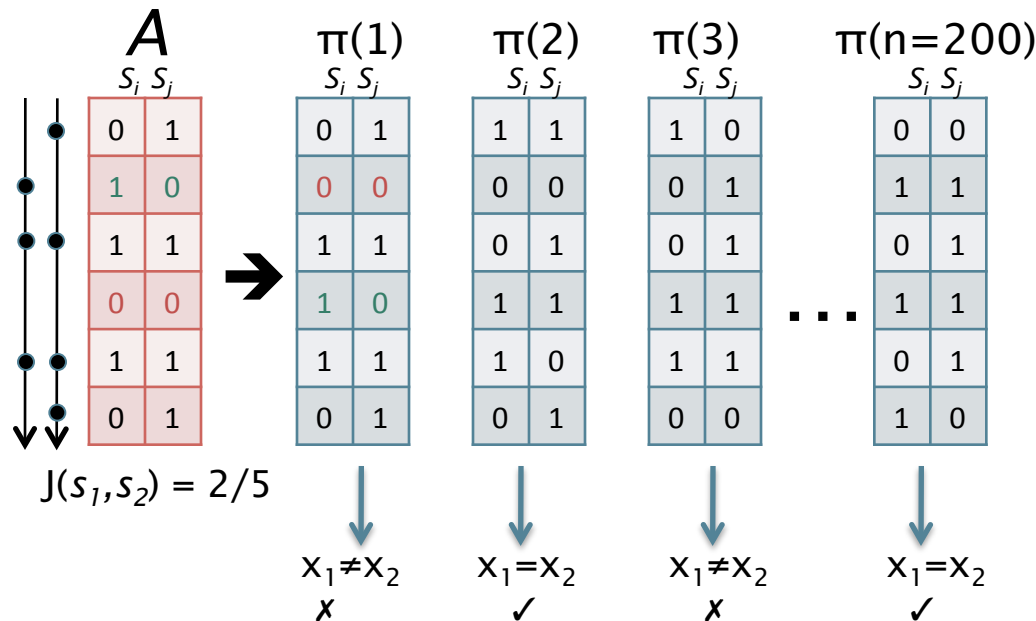 A π(1) π(2) π(3) π(n=200)
Sᵢ Sⱼ Sᵢ Sⱼ Sᵢ Sⱼ Sᵢ Sⱼ Sᵢ Sⱼ
0 1 0 1 1 1 1 0 0 0
1 0 0 0 0 0 0 1 1 1
1 1 1 1 0 1 0 1 0 1
0 0 1 0 1 1 1 1 1 1
1 1 1 1 1 0 1 1 0 1
0 1 0 1 0 1 0 0 1 0
...
J(s₁,s₂) = 2/5
x₁≠x₂ x₁=x₂ x₁≠x₂ x₁=x₂
✗ ✓ ✗ ✓